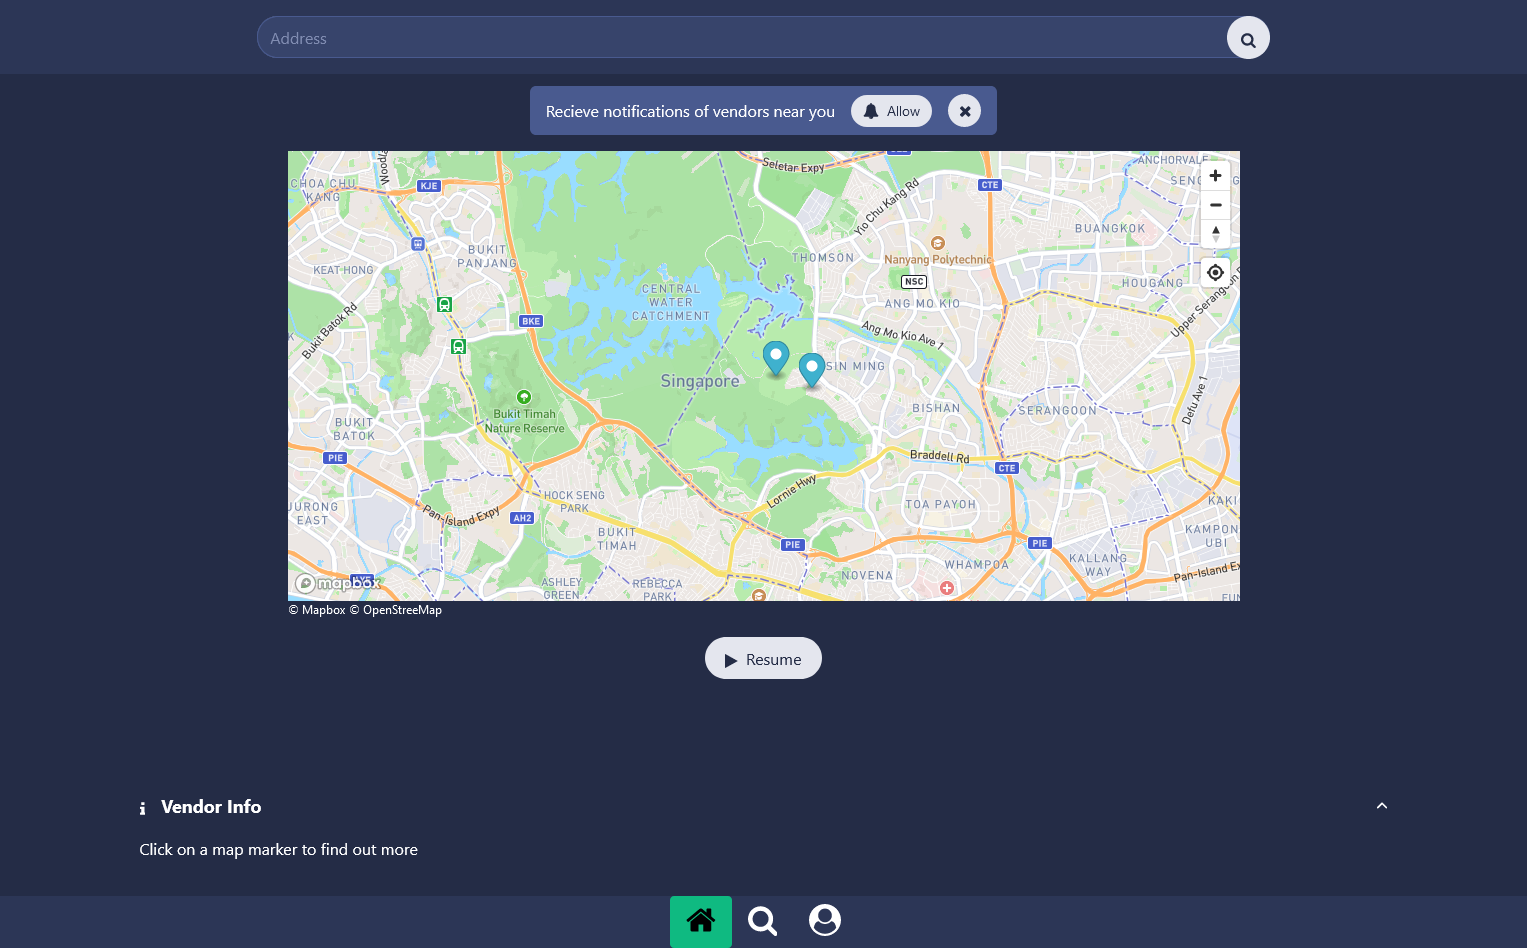 Address
Recieve notifications of vendors near you
Allow
Seletar Expy
ANCHORVALE
CHOA CHU
KANG
KJE
CTE
Yio Chu Kang Rd
BUANGKOK
BUKIT
PANJANG
THOMSON
Nanyang Polytechnic
KEAT HONG
NSC
HOUGANG
CENTRAL
WATER
CATCHMENT
ANG MO KIO
Upper Serangoon
BKE
Bukit Batok Rd
Ang Mo Kio Ave 1
SIN MING
Singapore
Defu Ave 1
BISHAN
SERANGOON
Bukit Timah
Nature Reserve
BUKIT
BATOK
PIE
Braddell Rd
CTE
Lornie Hwy
HOCK SENG
PARK
JURONG
EAST
Pan-Island Expy
AH2
TOA PAYOH
BUKIT
TIMAH
KAMPON
UBI
PIE
PIE
KALLANG
WAY
WHAMPOA
NOVENA
Pan-Island Ex
ASHLEY
GREEN
REBECCA
PARK
mapbox
© Mapbox © OpenStreeMap
Resume
Vendor Info
Click on a map marker to find out more